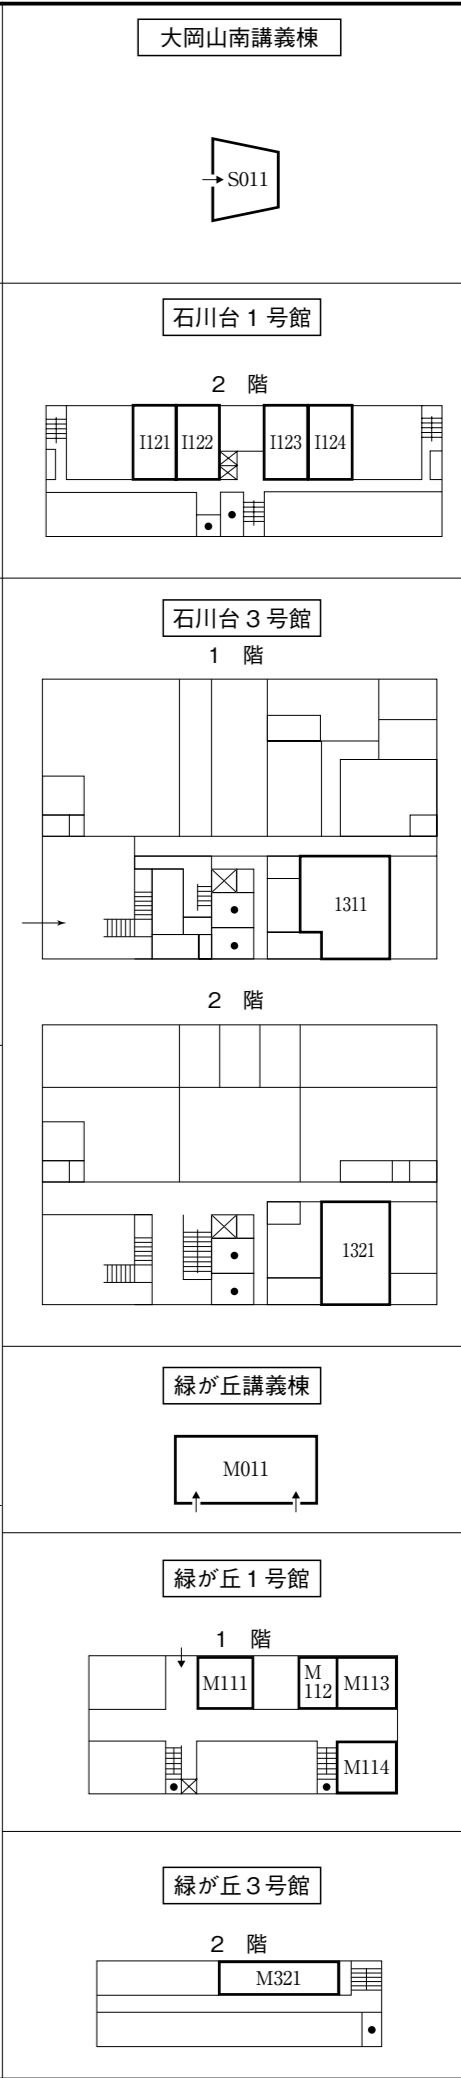 大岡山南講義棟
S011
石川台1号館
2 階
I121 I122 I123 I124
石川台3号館
1 階
1311
2 階
1321
緑が丘講義棟
M011
緑が丘1号館
1 階
M111 M 112 M113
M114
緑が丘3号館
2 階
M321